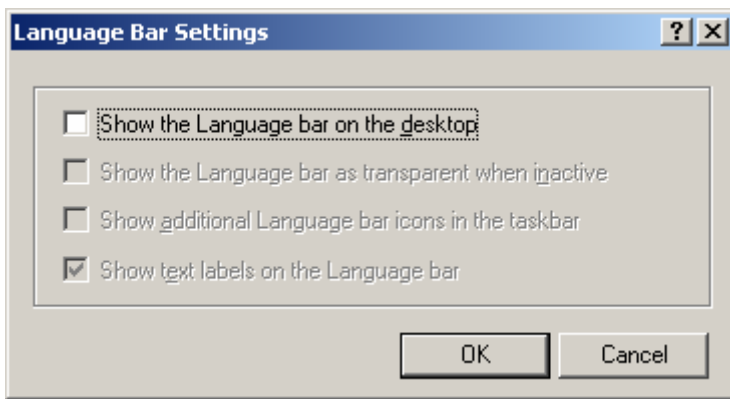 Language Bar Settings
Show the Language bar on the desktop
Show the Language bar as transparent when inactive
Show additional Language bar icons in the taskbar
Show text labels on the Language bar
OK Cancel